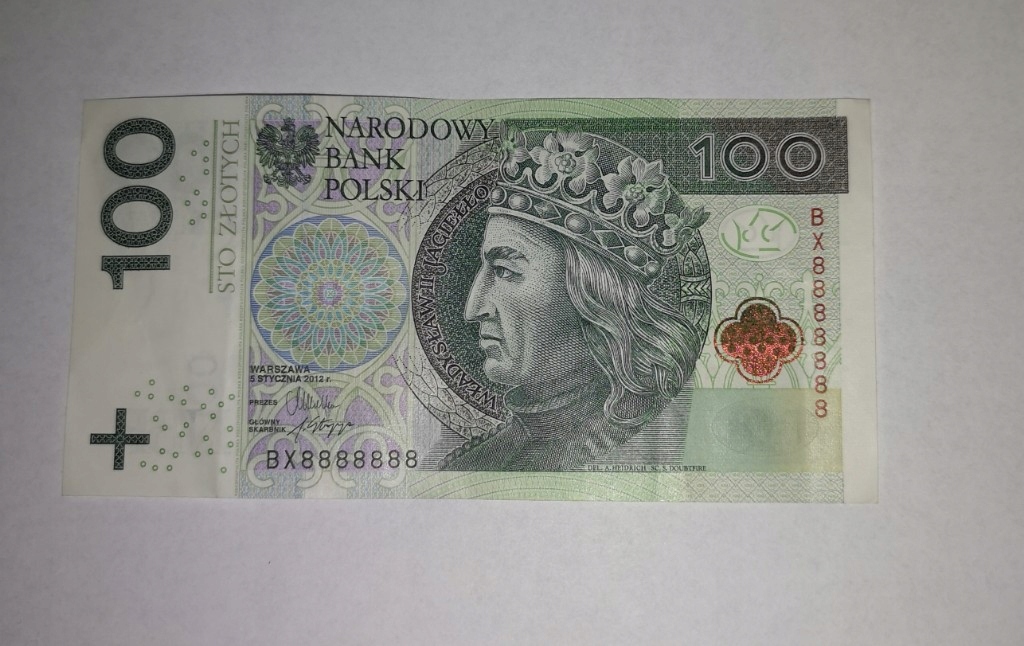 100
STO ZŁOTYCH
NARODOWY
BANK
POLSKI
100
WŁADYSŁAW II JAGIEŁŁO
BX8888888
WARSZAWA
5 STYCZNIA 2012 r.
PREZES
GŁÓWNY
SKARBNIK
BX8888888
DEL. A. HEIDRICH SC. S. DOUBTFIRE